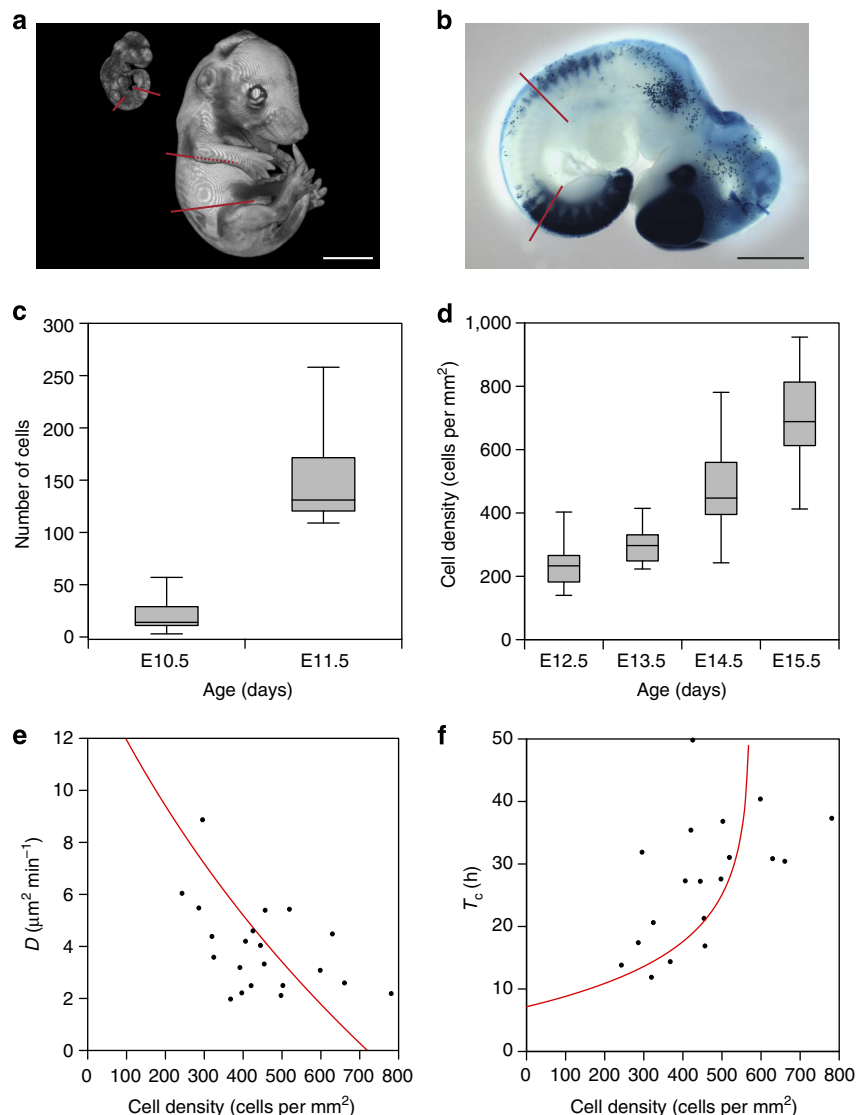 a
b
c
300
250
200
150
100
50
0
Number of cells
E10.5
E11.5
Age (days)
d
1,000
800
600
400
200
0
Cell density (cells per mm²)
E12.5
E13.5
E14.5
E15.5
Age (days)
e
12
10
8
6
4
2
0
D (μm² min⁻¹)
0 100 200 300 400 500 600 700 800
Cell density (cells per mm²)
f
50
40
30
20
10
0
Tc (h)
0 100 200 300 400 500 600 700 800
Cell density (cells per mm²)